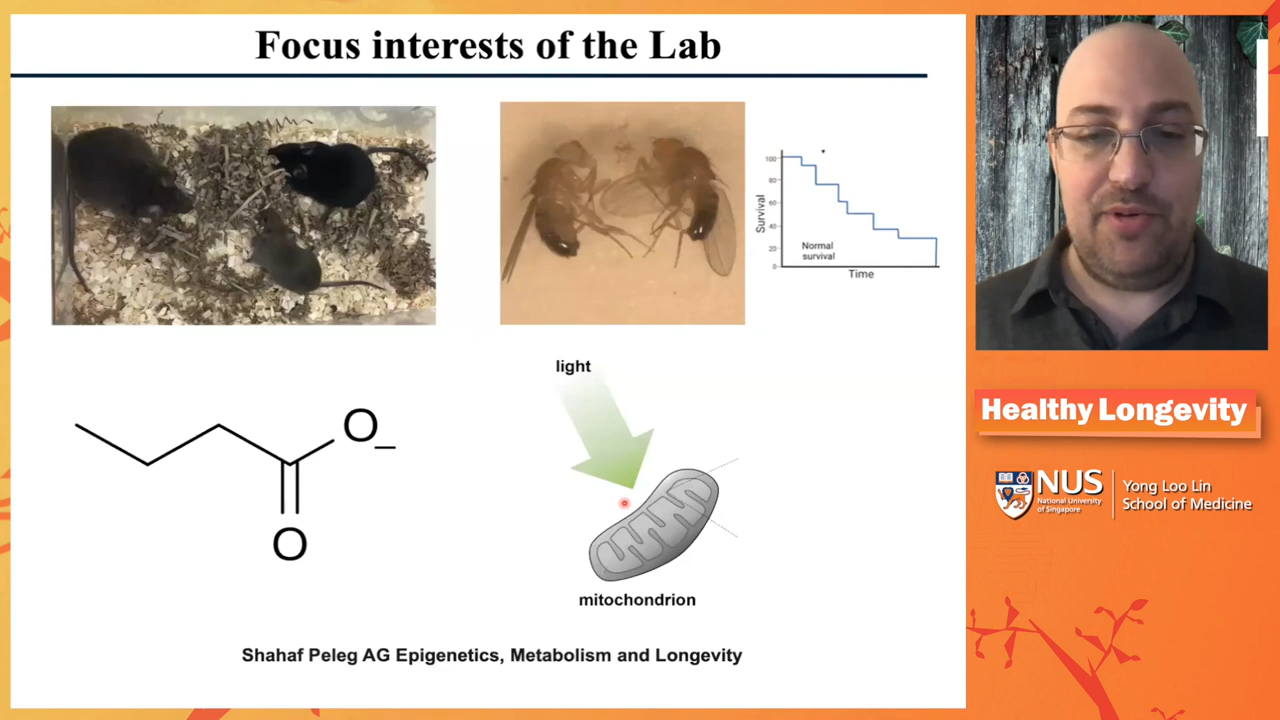 Focus interests of the Lab
100
80
60
40
20
0
Survival
Normal
survival
Time
light
O
–
O
mitochondrion
Shahaf Peleg AG Epigenetics, Metabolism and Longevity
Healthy Longevity
NUS
National University
of Singapore
Yong Loo Lin
School of Medicine